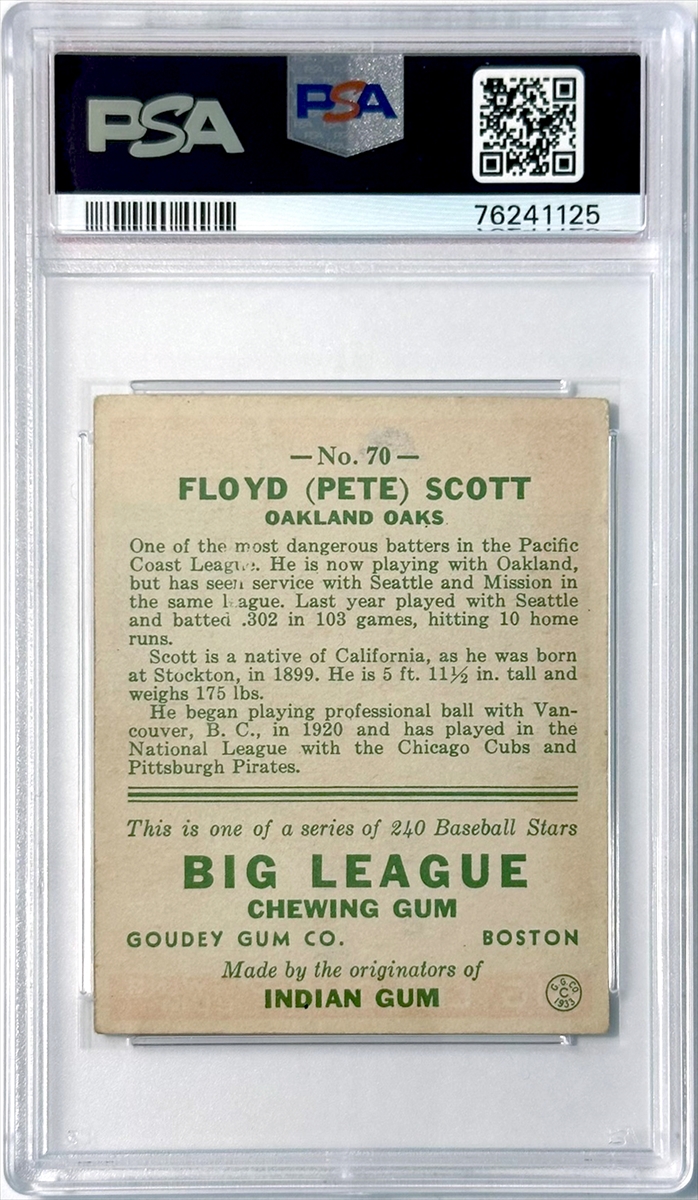 PSA PSA
76241125
— No. 70 —
FLOYD (PETE) SCOTT
OAKLAND OAKS
One of the most dangerous batters in the Pacific
Coast League. He is now playing with Oakland,
but has seen service with Seattle and Mission in
the same league. Last year played with Seattle
and batted .302 in 103 games, hitting 10 home
runs.
Scott is a native of California, as he was born
at Stockton, in 1899. He is 5 ft. 11½ in. tall and
weighs 175 lbs.
He began playing professional ball with Van-
couver, B. C., in 1920 and has played in the
National League with the Chicago Cubs and
Pittsburgh Pirates.
This is one of a series of 240 Baseball Stars
BIG LEAGUE
CHEWING GUM
GOUDEY GUM CO. BOSTON
Made by the originators of
INDIAN GUM
G. G. CO.
C
1933